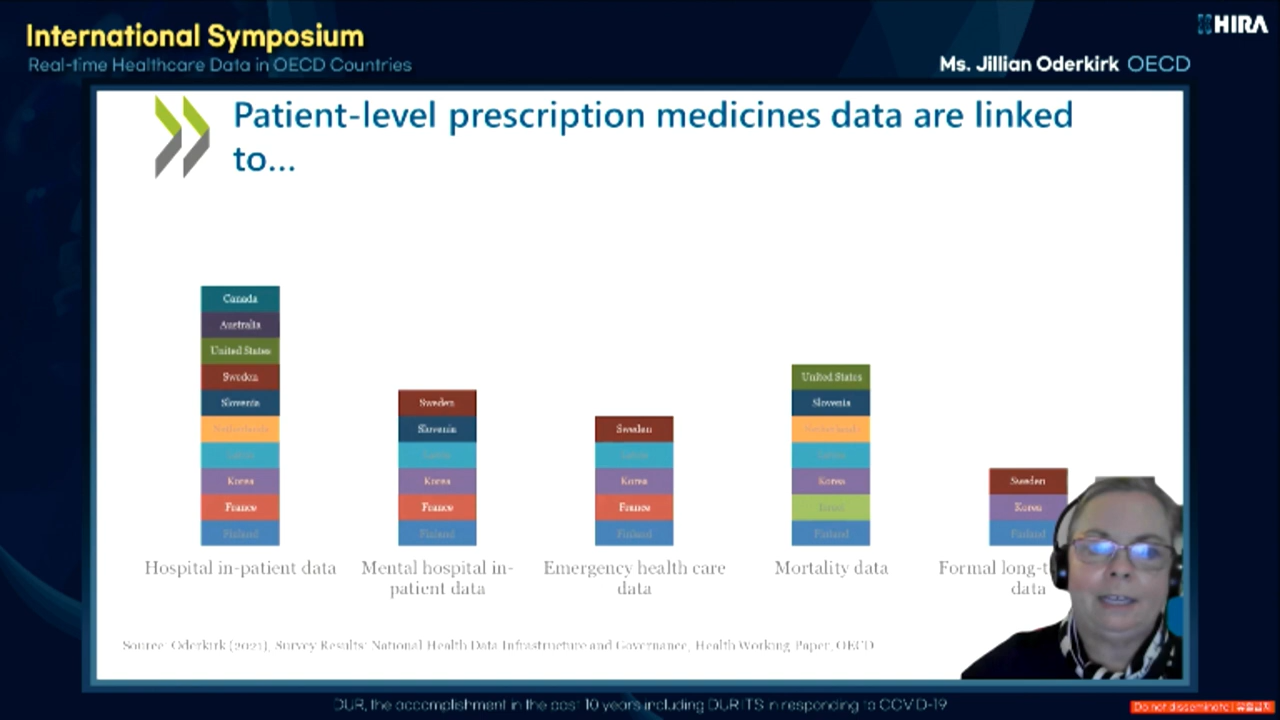 International Symposium
Real-time Healthcare Data in OECD Countries
HIRA
Ms. Jillian Oderkirk OECD
Patient-level prescription medicines data are linked
to...
Canada
Australia
United States
Sweden
Slovenia
Netherlands
Korea
France
Finland
Hospital in-patient data
Sweden
Slovenia
Korea
France
Finland
Mental hospital in-
patient data
Sweden
Korea
France
Finland
Emergency health care
data
United States
Slovenia
Netherlands
Korea
Israel
Finland
Mortality data
Sweden
Korea
Finland
Formal long-t
data
Source: Oderkirk (2021), Survey Results: National Health Data Infrastructure and Governance, Health Working Paper, OECD
DUR, the accomplishment in the past 10 years including DUR ITS in responding to COVID-19
Do not disseminate |